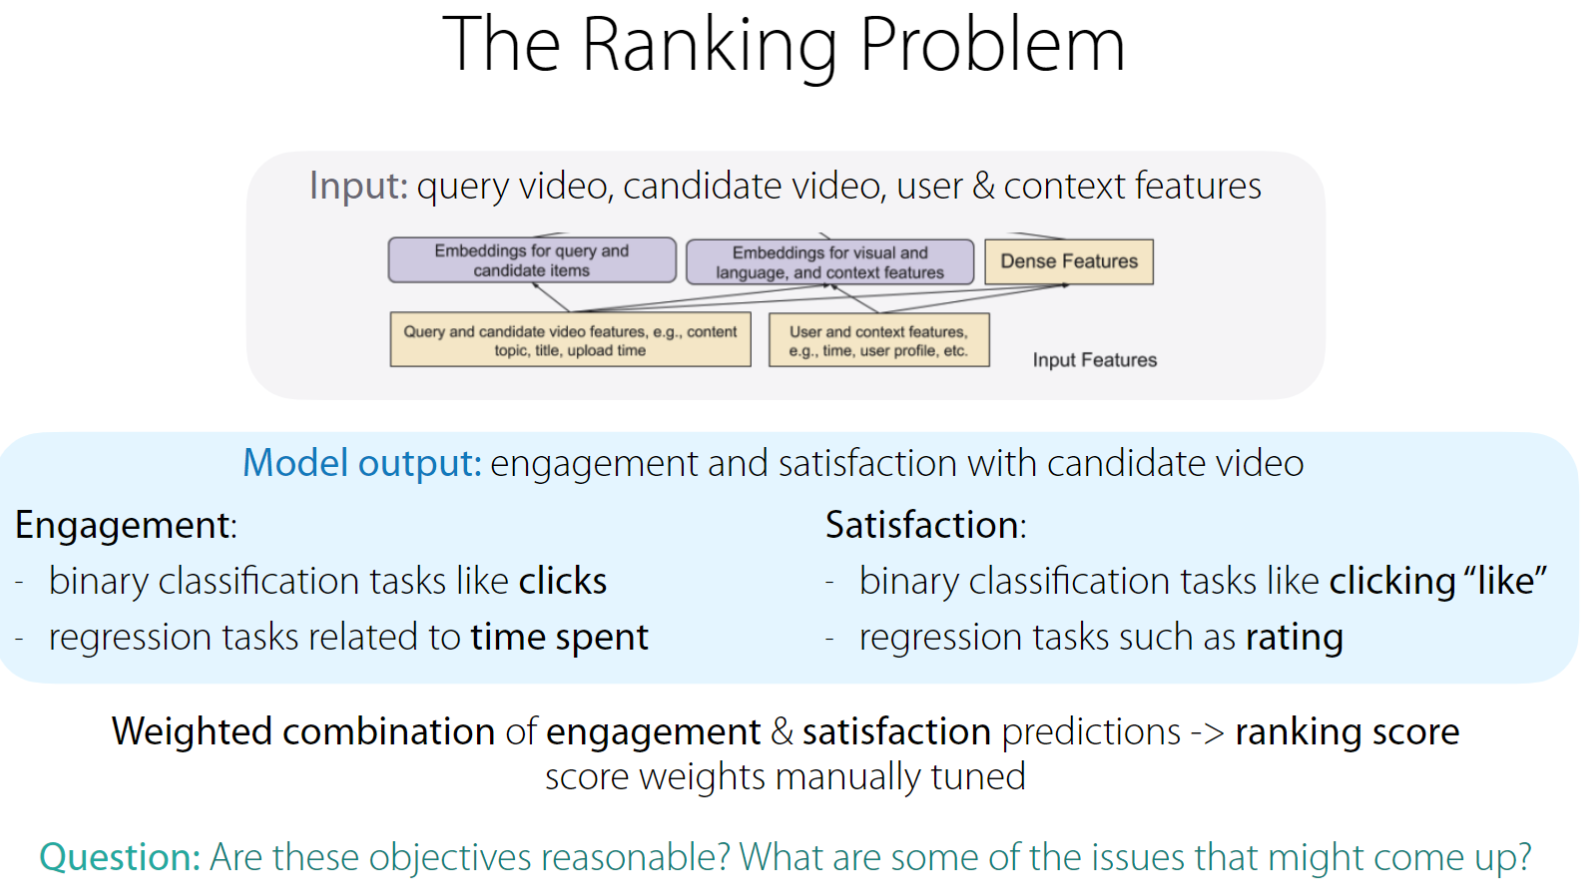 The Ranking Problem
Input: query video, candidate video, user & context features
Embeddings for query and
candidate items
Embeddings for visual and
language, and context features
Dense Features
Query and candidate video features, e.g., content
topic, title, upload time
User and context features,
e.g., time, user profile, etc.
Input Features
Model output: engagement and satisfaction with candidate video
Engagement:
- binary classification tasks like clicks
- regression tasks related to time spent
Satisfaction:
- binary classification tasks like clicking “like”
- regression tasks such as rating
Weighted combination of engagement & satisfaction predictions -> ranking score
score weights manually tuned
Question: Are these objectives reasonable? What are some of the issues that might come up?